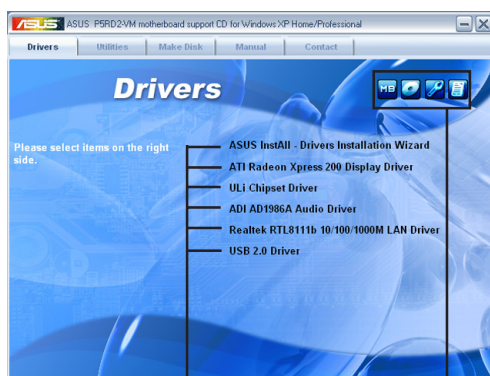 ASUS ASUS P5RD2-VM motherboard support CD for Windows XP Home/Professional
Drivers Utilities Make Disk Manual Contact
Drivers
MB
Please select items on the right
side.
ASUS InstAll - Drivers Installation Wizard
ATI Radeon Xpress 200 Display Driver
ULi Chipset Driver
ADI AD1986A Audio Driver
Realtek RTL8111b 10/100/1000M LAN Driver
USB 2.0 Driver